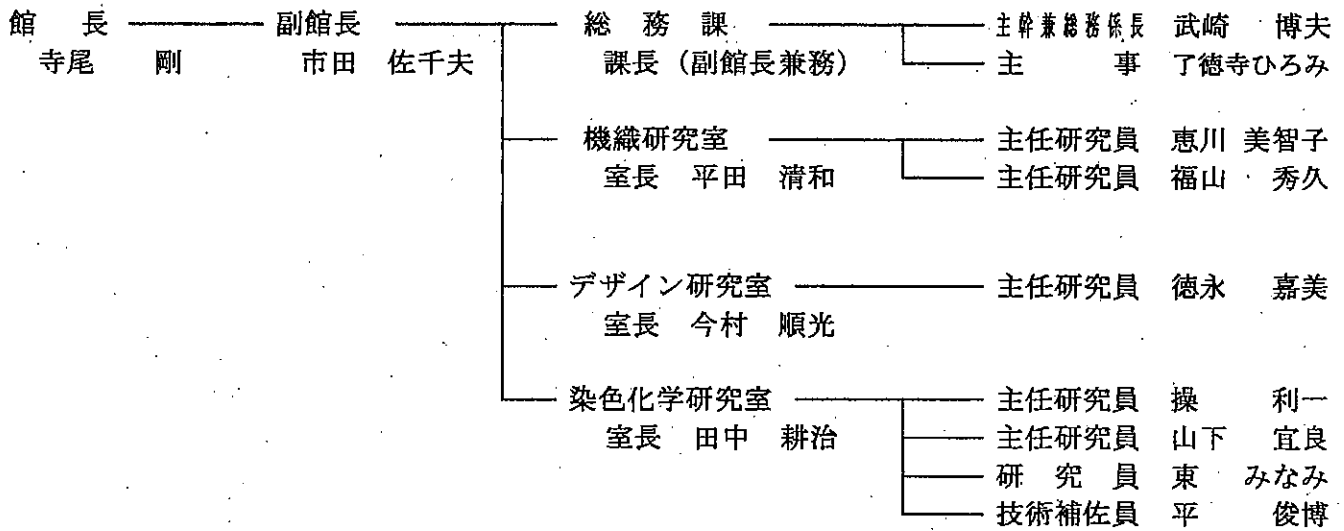 館長 副館長 総務課 主幹兼総務係長 武崎 博夫
寺尾 剛 市田 佐千夫 課長（副館長兼務） 主事 了徳寺ひろみ
機織研究室 主任研究員 恵川 美智子
室長 平田 清和 主任研究員 福山 秀久
デザイン研究室 主任研究員 徳永 嘉美
室長 今村 順光
染色化学研究室 主任研究員 操 利一
室長 田中 耕治 主任研究員 山下 宜良
研究員 東 みなみ
技術補佐員 平 俊博